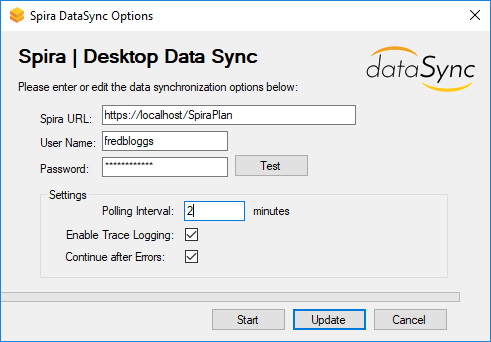 Spira DataSync Options
Spira | Desktop Data Sync
dataSync
Please enter or edit the data synchronization options below:
Spira URL: https://localhost/SpiraPlan
User Name: fredbloggs
Password: ************ Test
Settings
Polling Interval: 2 minutes
Enable Trace Logging:
Continue after Errors:
Start Update Cancel